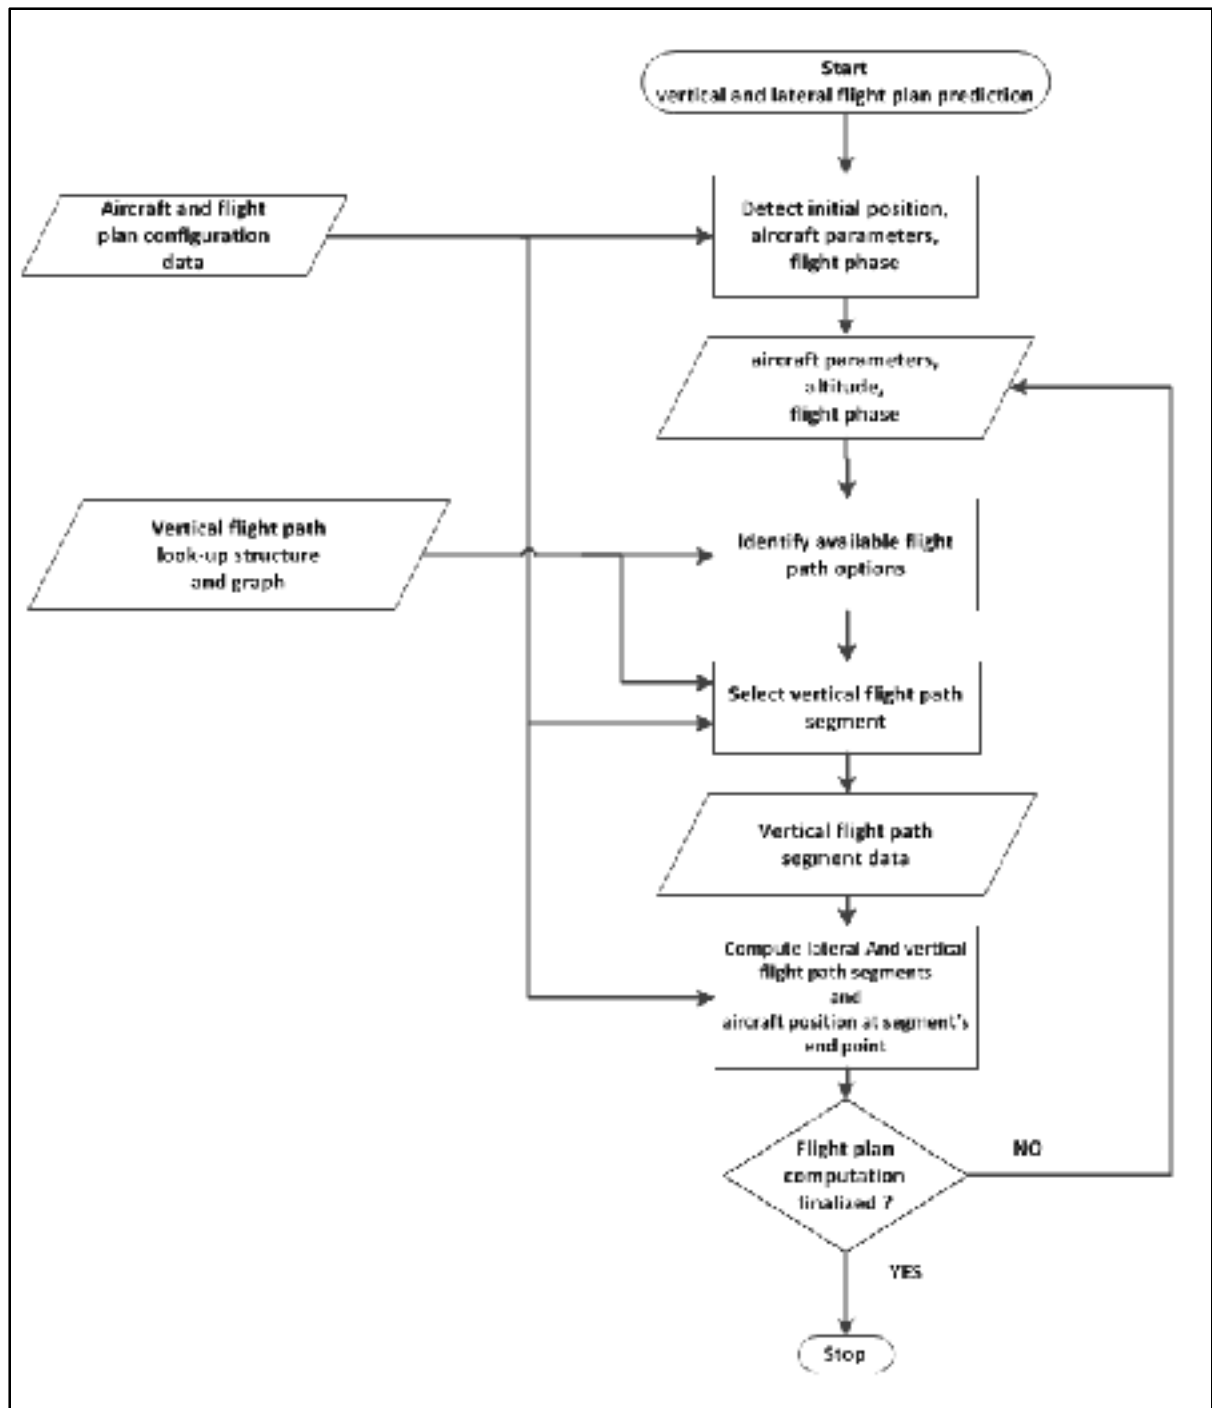 Start
vertical and lateral flight plan prediction
Aircraft and flight
plan configuration
data
Detect initial position,
aircraft parameters,
flight phase
aircraft parameters,
altitude,
flight phase
Vertical flight path
look-up structure
and graph
Identify available flight
path options
Select vertical flight path
segment
Vertical flight path
segment data
Compute lateral And vertical
flight path segments
and
aircraft position at segment's
end point
Flight plan
computation
finalized ?
NO
YES
Stop